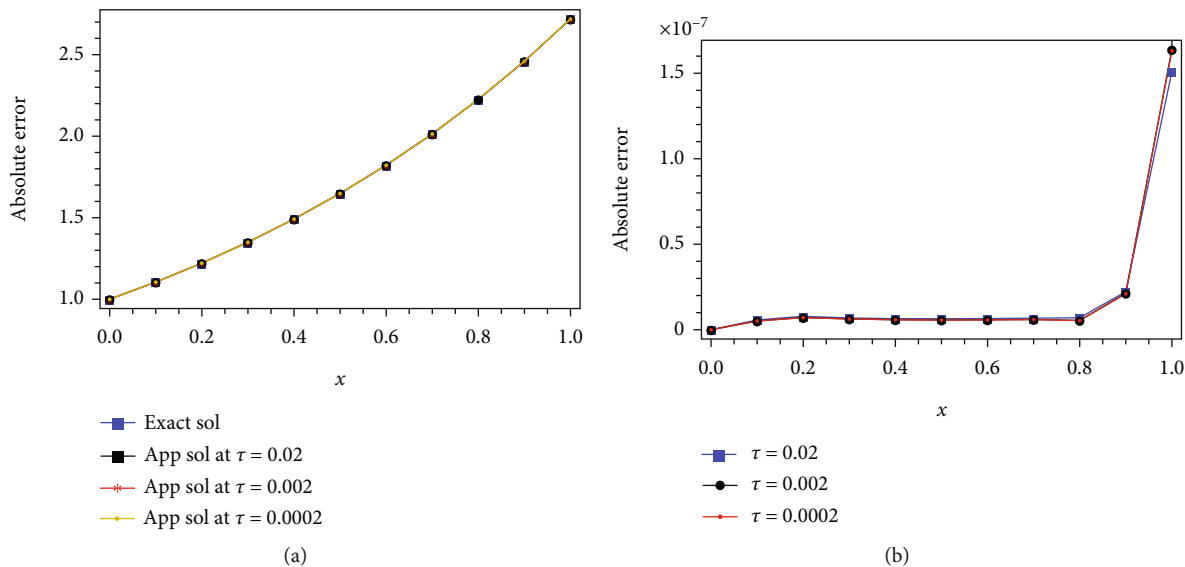 Absolute error
2.5
2.0
1.5
1.0
0.0 0.2 0.4 0.6 0.8 1.0
x
Exact sol
App sol at τ = 0.02
App sol at τ = 0.002
App sol at τ = 0.0002
(a)
×10⁻⁷
Absolute error
1.5
1.0
0.5
0
0.0 0.2 0.4 0.6 0.8 1.0
x
τ = 0.02
τ = 0.002
τ = 0.0002
(b)